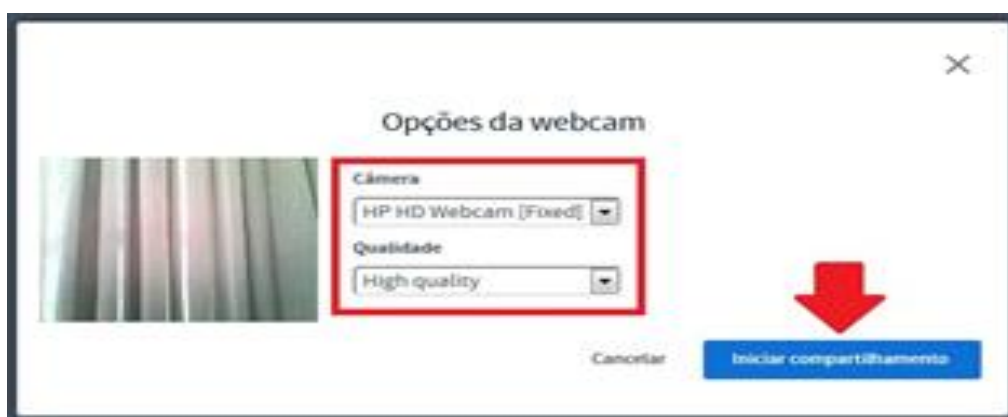 Opções da webcam
Câmera
HP HD Webcam [Fixed]
Qualidade
High quality
Cancelar
Iniciar compartilhamento